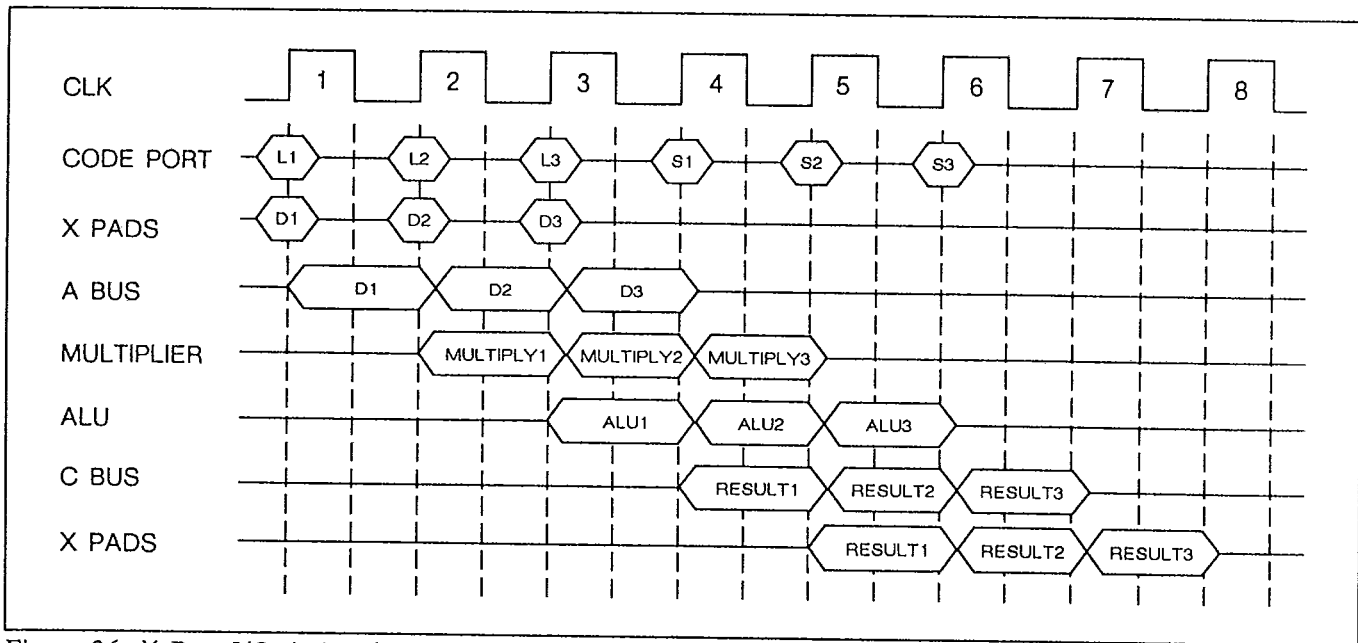 CLK 1 2 3 4 5 6 7 8
CODE PORT L1 L2 L3 S1 S2 S3
X PADS D1 D2 D3
A BUS D1 D2 D3
MULTIPLIER MULTIPLY1 MULTIPLY2 MULTIPLY3
ALU ALU1 ALU2 ALU3
C BUS RESULT1 RESULT2 RESULT3
X PADS RESULT1 RESULT2 RESULT3